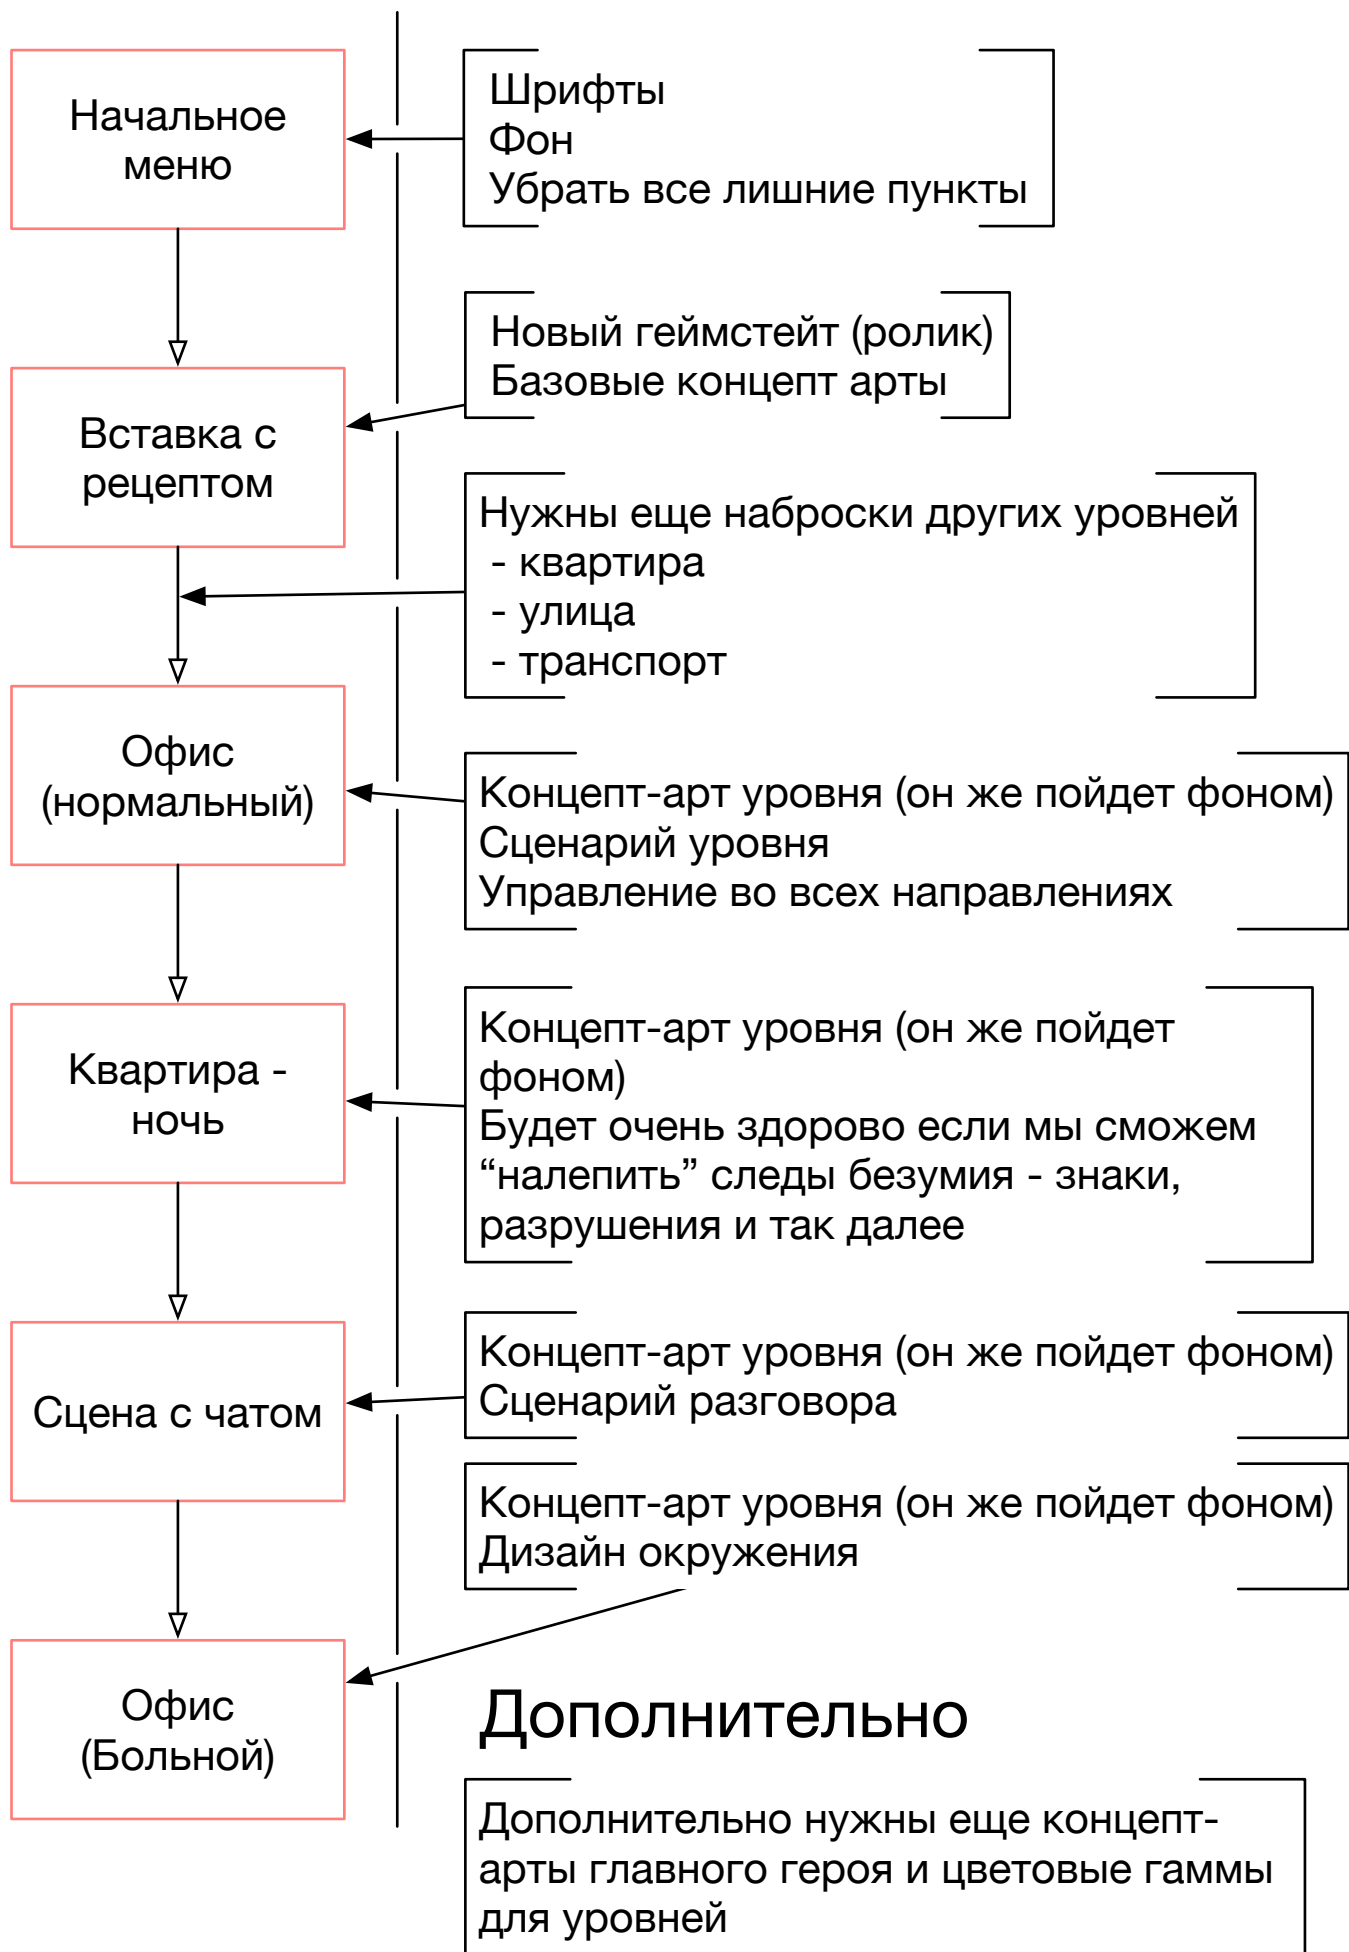 Начальное
меню
Шрифты
Фон
Убрать все лишние пункты
Новый геймстейт (ролик)
Базовые концепт арты
Вставка с
рецептом
Нужны еще наброски других уровней
- квартира
- улица
- транспорт
Офис
(нормальный)
Концепт-арт уровня (он же пойдет фоном)
Сценарий уровня
Управление во всех направлениях
Квартира -
ночь
Концепт-арт уровня (он же пойдет
фоном)
Будет очень здорово если мы сможем
“налепить” следы безумия - знаки,
разрушения и так далее
Сцена с чатом
Концепт-арт уровня (он же пойдет фоном)
Сценарий разговора
Концепт-арт уровня (он же пойдет фоном)
Дизайн окружения
Офис
(Больной)
Дополнительно
Дополнительно нужны еще концепт-
арты главного героя и цветовые гаммы
для уровней